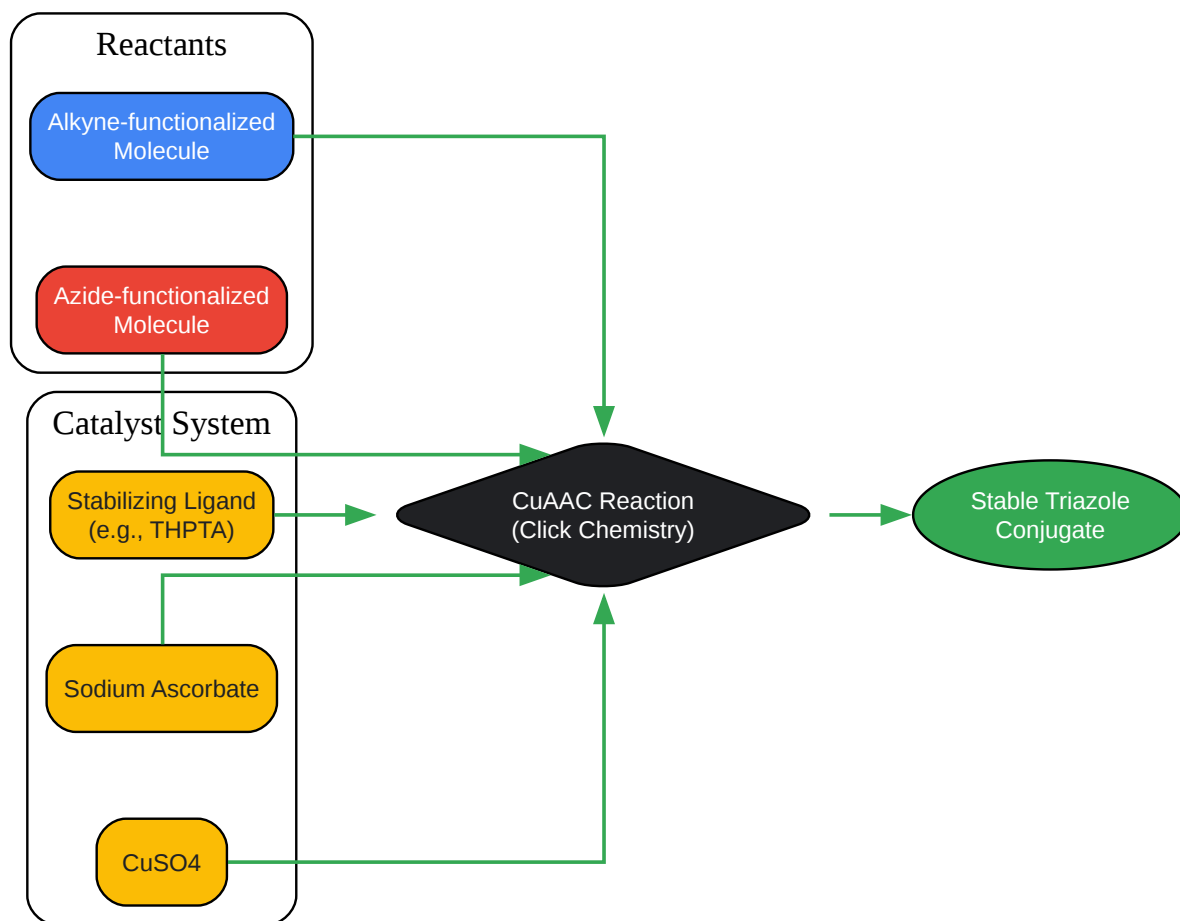 Reactants
Alkyne-functionalized
Molecule
Azide-functionalized
Molecule
Catalyst System
Stabilizing Ligand
(e.g., THPTA)
Sodium Ascorbate
CuSO4
CuAAC Reaction
(Click Chemistry)
Stable Triazole
Conjugate